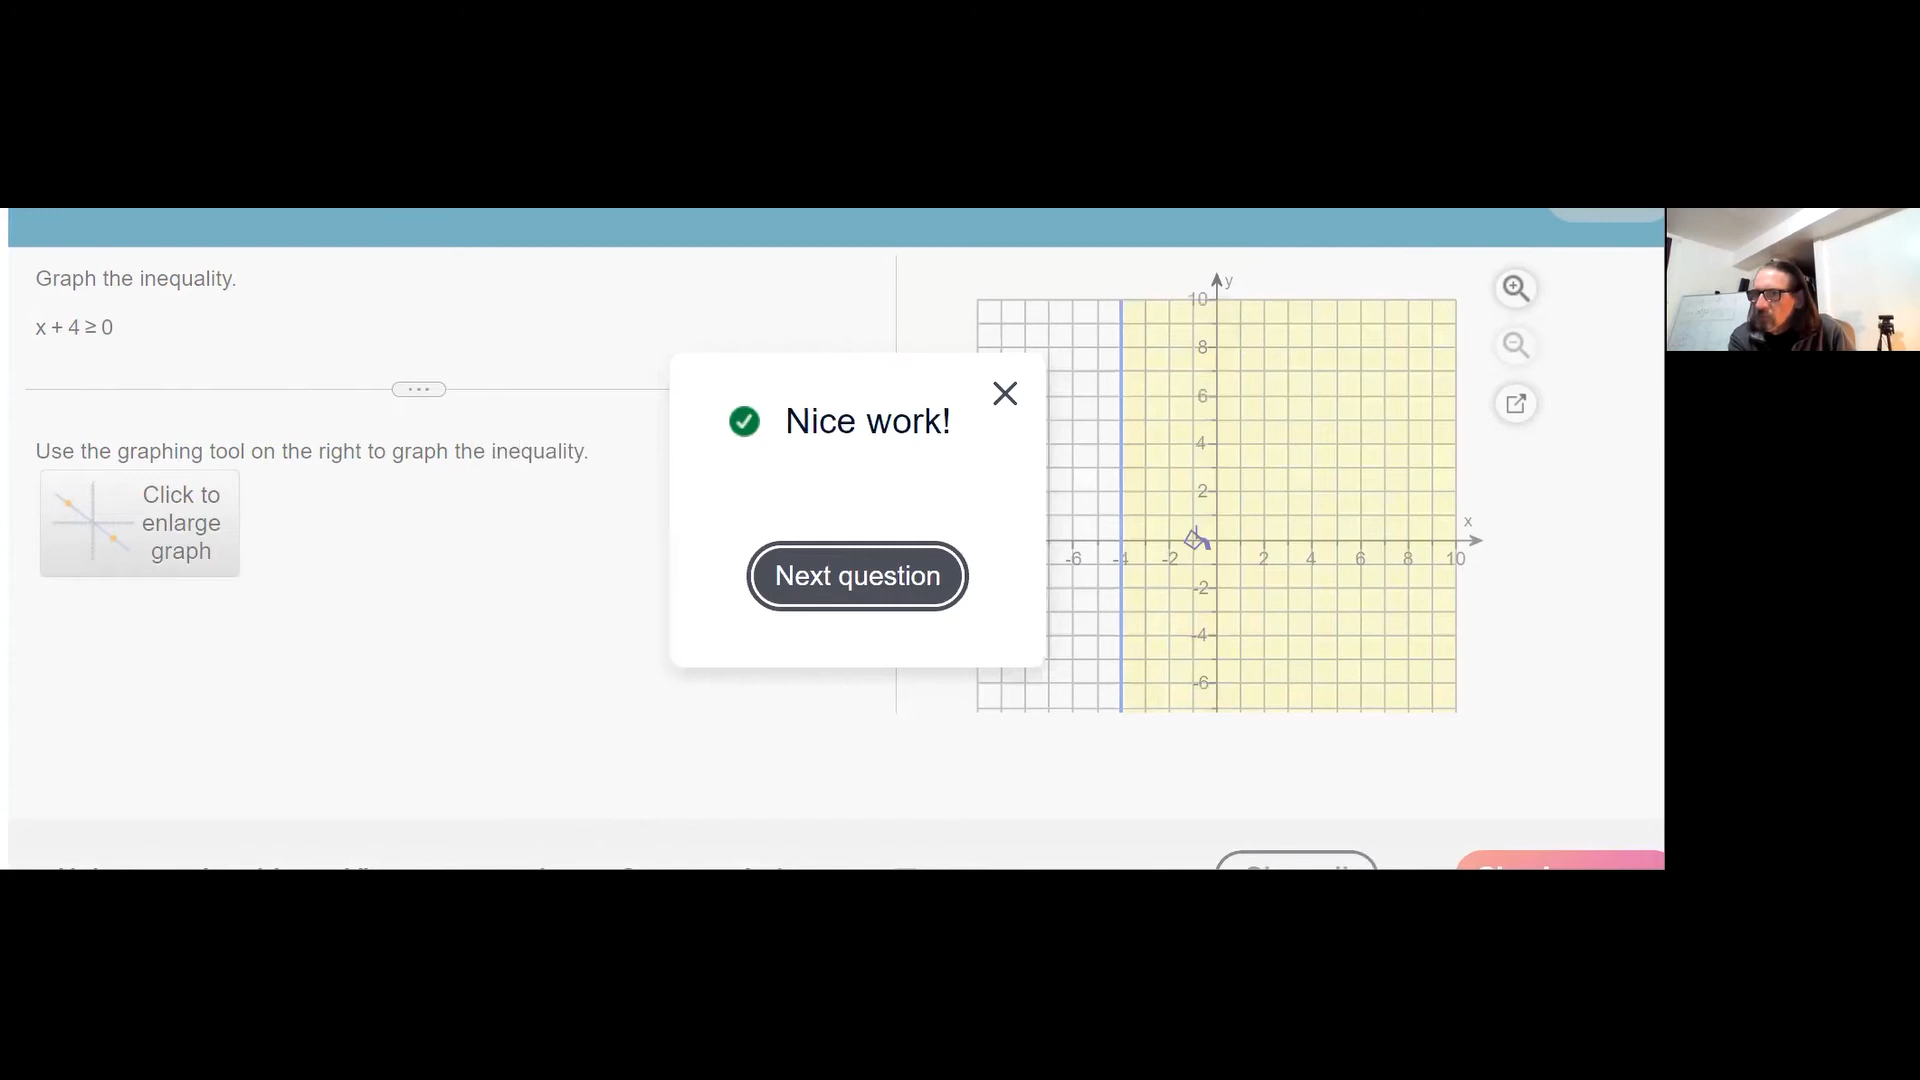 Graph the inequality.
x + 4 ≥ 0
Use the graphing tool on the right to graph the inequality.
Click to
enlarge
graph
Nice work!
Next question
y
10
8
6
4
2
x
-6 -4 -2 2 4 6 8 10
-2
-4
-6